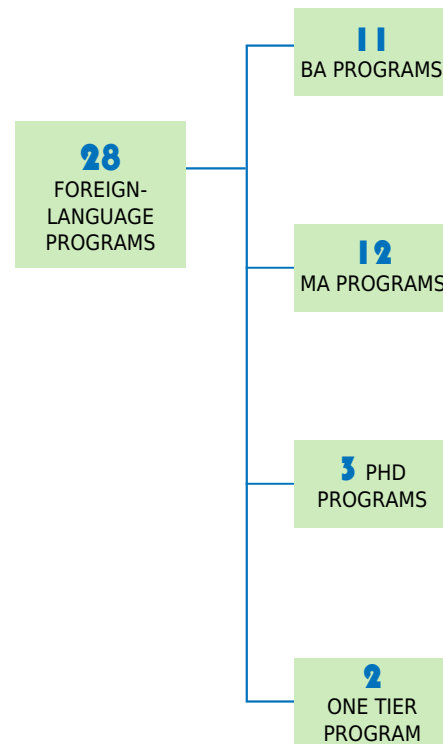 11
BA PROGRAMS
28
FOREIGN-
LANGUAGE
PROGRAMS
12
MA PROGRAMS
3 PHD
PROGRAMS
2
ONE TIER
PROGRAM